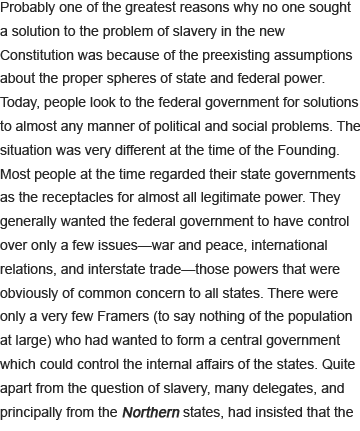 Probably one of the greatest reasons why no one sought
a solution to the problem of slavery in the new
Constitution was because of the preexisting assumptions
about the proper spheres of state and federal power.
Today, people look to the federal government for solutions
to almost any manner of political and social problems. The
situation was very different at the time of the Founding.
Most people at the time regarded their state governments
as the receptacles for almost all legitimate power. They
generally wanted the federal government to have control
over only a few issues—war and peace, international
relations, and interstate trade—those powers that were
obviously of common concern to all states. There were
only a very few Framers (to say nothing of the population
at large) who had wanted to form a central government
which could control the internal affairs of the states. Quite
apart from the question of slavery, many delegates, and
principally from the Northern states, had insisted that the